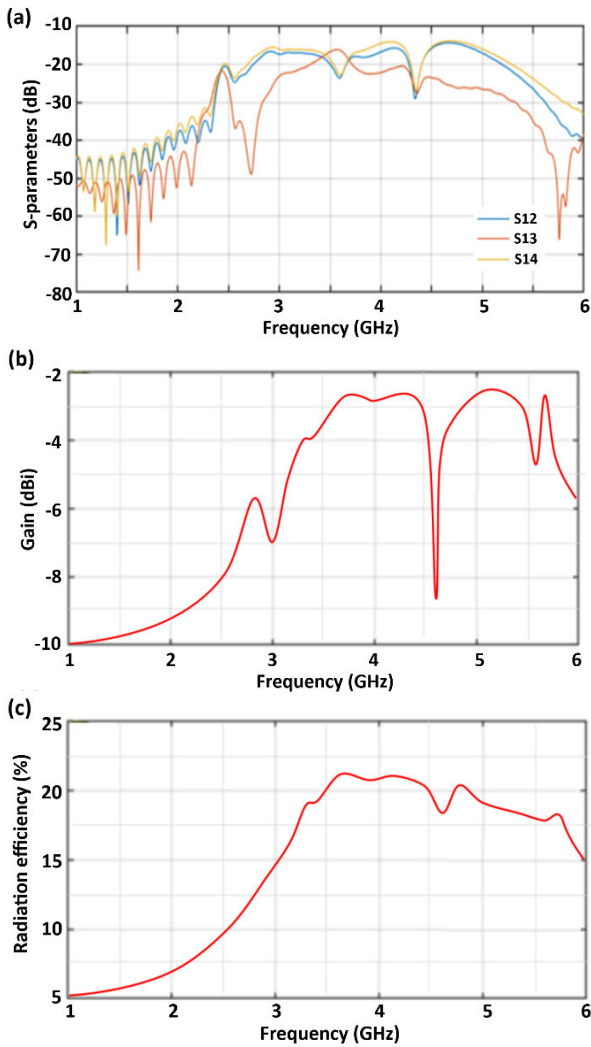 (a)
-10
-20
-30
-40
-50
-60
-70
-80
S-parameters (dB)
S12
S13
S14
1 2 3 4 5 6
Frequency (GHz)
(b)
-2
-4
-6
-8
-10
Gain (dBi)
1 2 3 4 5 6
Frequency (GHz)
(c)
25
20
15
10
5
Radiation efficiency (%)
1 2 3 4 5 6
Frequency (GHz)